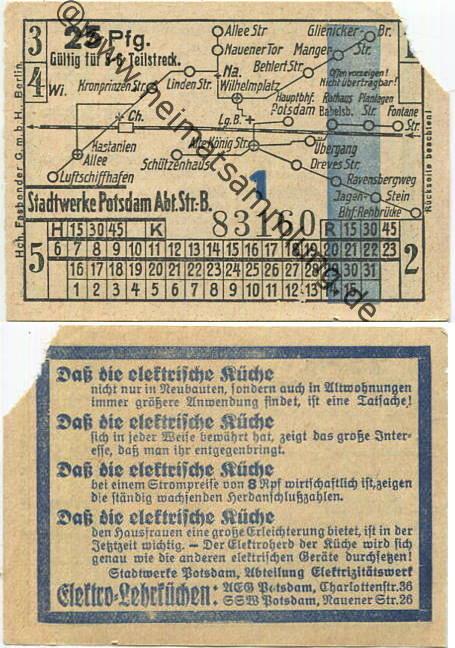 3
25 Pfg.
Gültig für 5-6 Teilstreck.
4
Wi.
Kronprinzen Str.
Linden Str.
Allee Str
Nauener Tor
Behlert Str.
Glienicker-
Br.
Manger-
Str.
Offen vorzeigen!
Nicht übertragbar!
Na.
Wilhelmplatz
Hauptbhf.
Potsdam
Rathaus
Babelsb.
Plantagen
Str.
Fontane
Str.
Ch.
Lg. B.
Kastanien
Allee
Luftschiffhafen
Schützenhaus
Alte König Str.
Übergang
Dreves Str.
Ravensbergweg
Jagen-
Stein
Bhf. Rehbrücke
Hch. Fasbender G.m.b.H. Berlin
Rückseite beachten!
Stadtwerke Potsdam Abt. Str-B.
1
83160
H 15 30 45 K R 15 30 45
5
6 7 8 9 10 11 12 13 14 15 16 17 18 19 20 21 22 23
16 17 18 19 20 21 22 23 24 25 26 27 28 29 30 31
1 2 3 4 5 6 7 8 9 10 11 12 13 14 15
2
www.heimatsammlung.de
Daß die elektrische Küche
nicht nur in Neubauten, sondern auch in Altwohnungen
immer größere Anwendung findet, ist eine Tatsache!
Daß die elektrische Küche
sich in jeder Weise bewährt hat, zeigt das große Inter-
esse, daß man ihr entgegenbringt.
Daß die elektrische Küche
bei einem Strompreise von 8 Rpf wirtschaftlich ist, zeigen
die ständig wachsenden Herdanschlußzahlen.
Daß die elektrische Küche
den Hausfrauen eine große Erleichterung bietet, ist in der
Jetztzeit wichtig. — Der Elektroherd der Küche wird sich
genau wie die anderen elektrischen Geräte durchsetzen!
Stadtwerke Potsdam, Abteilung Elektrizitätswerk
Elektro-Lehrküchen: AEG Potsdam, Charlottenstr. 36
SSW Potsdam, Nauener Str. 26